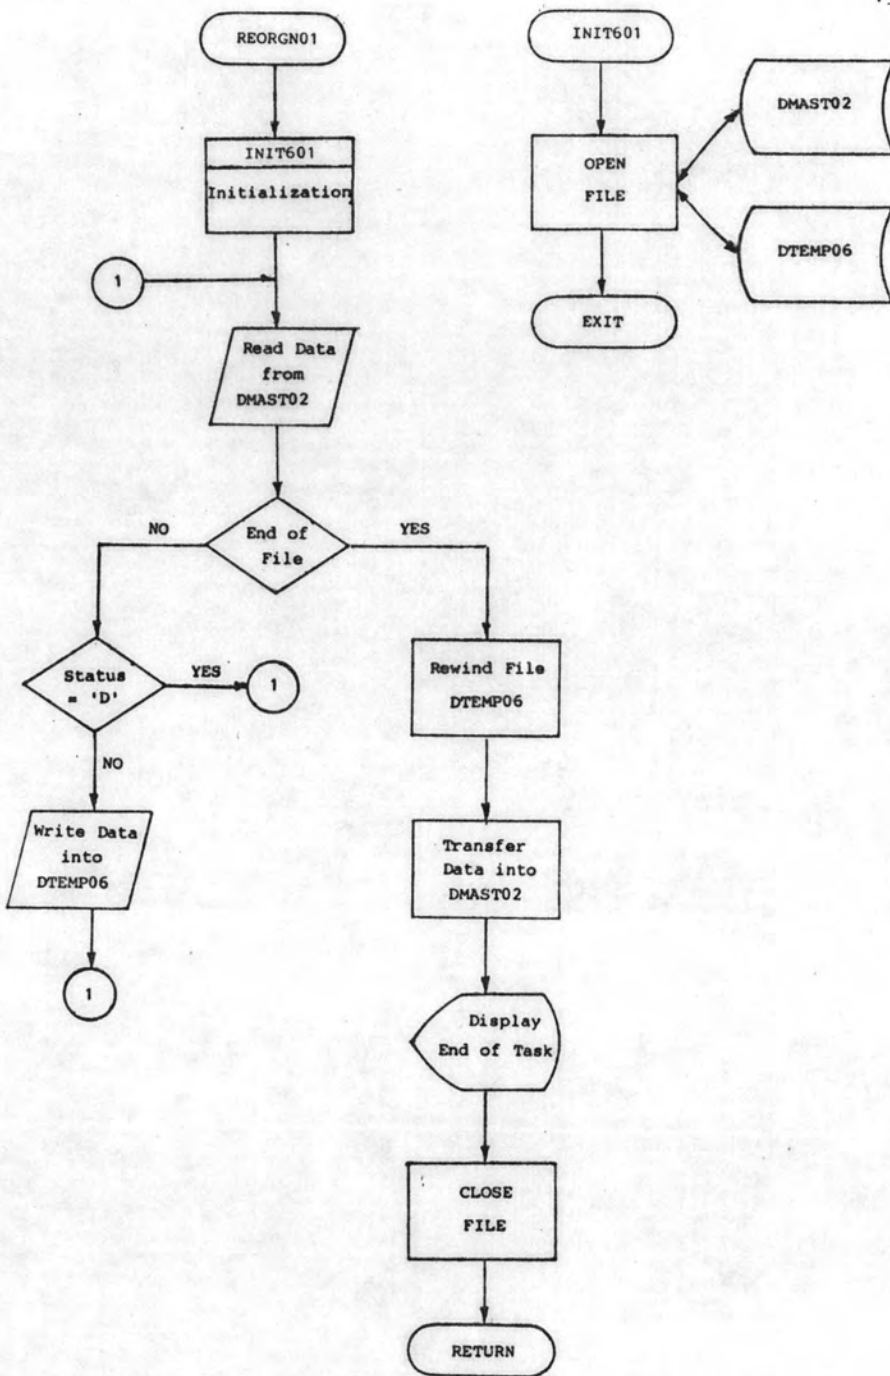 REORGN01
INIT601
Initialization
1
Read Data
from
DMAST02
End of
File
NO
YES
Status
= 'D'
YES
1
NO
Write Data
into
DTEMP06
1
Rewind File
DTEMP06
Transfer
Data into
DMAST02
Display
End of Task
CLOSE
FILE
RETURN
INIT601
OPEN
FILE
DMAST02
DTEMP06
EXIT